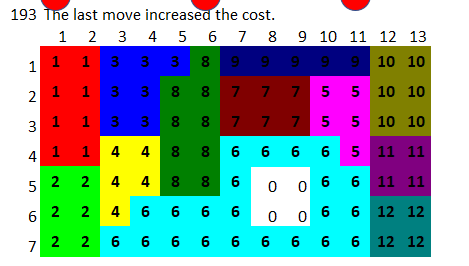 193 The last move increased the cost.
1 2 3 4 5 6 7 8 9 10 11 12 13
1 1 1 3 3 3 8 9 9 9 9 9 10 10
2 1 1 3 3 8 8 7 7 7 5 5 10 10
3 1 1 3 3 8 8 7 7 7 5 5 10 10
4 1 1 4 4 8 8 6 6 6 6 5 11 11
5 2 2 4 4 8 8 6 0 0 6 6 11 11
6 2 2 4 6 6 6 6 0 0 6 6 12 12
7 2 2 6 6 6 6 6 6 6 6 6 12 12